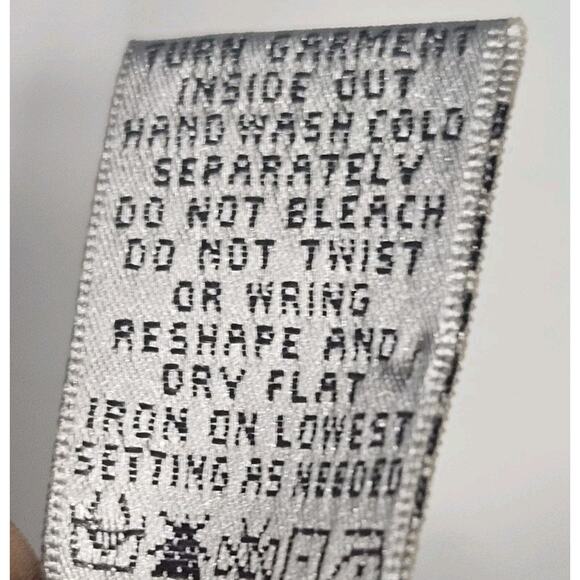 TURN GARMENT
INSIDE OUT
HAND WASH COLD
SEPARATELY
DO NOT BLEACH
DO NOT TWIST
OR WRING
RESHAPE AND
DRY FLAT
IRON ON LOWEST
SETTING AS NEEDED